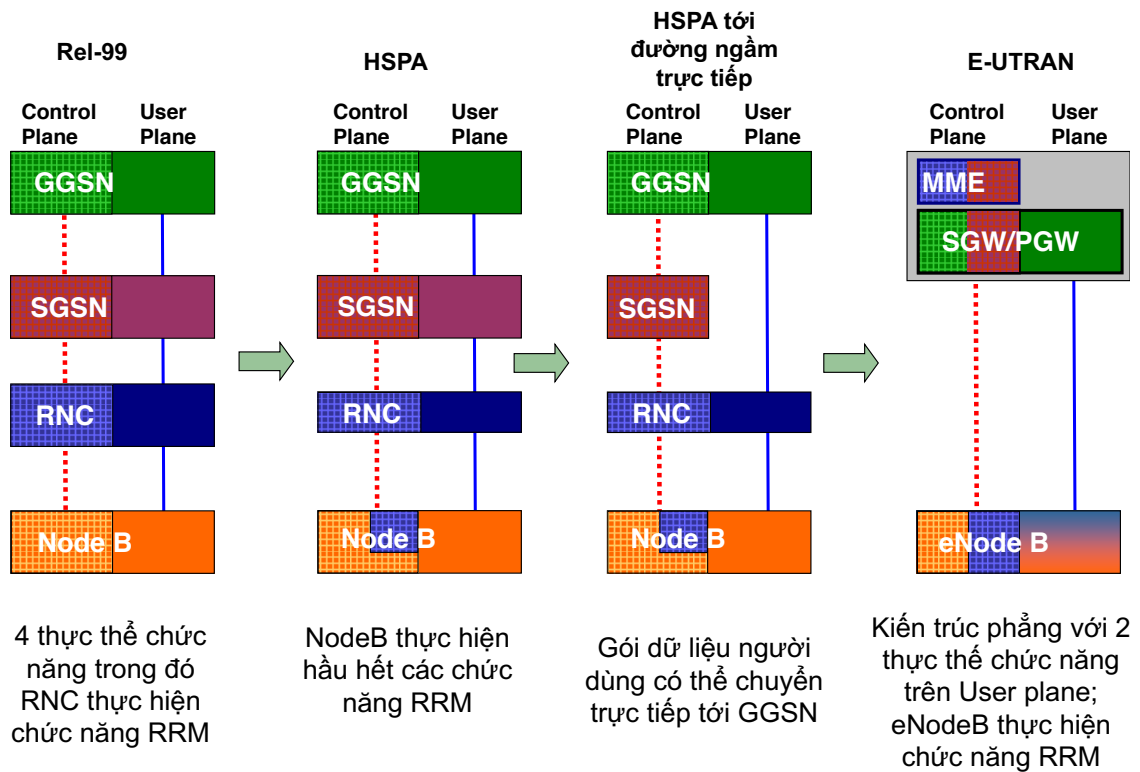 Rel-99
Control
Plane
User
Plane
GGSN
SGSN
RNC
Node B
4 thực thể chức
năng trong đó
RNC thực hiện
chức năng RRM
HSPA
Control
Plane
User
Plane
GGSN
SGSN
RNC
Node B
NodeB thực hiện
hầu hết các chức
năng RRM
HSPA tới
đường ngầm
trực tiếp
Control
Plane
User
Plane
GGSN
SGSN
RNC
Node B
Gói dữ liệu người
dùng có thể chuyển
trực tiếp tới GGSN
E-UTRAN
Control
Plane
User
Plane
MME
SGW/PGW
eNode B
Kiến trúc phẳng với 2
thực thế chức năng
trên User plane;
eNodeB thực hiện
chức năng RRM